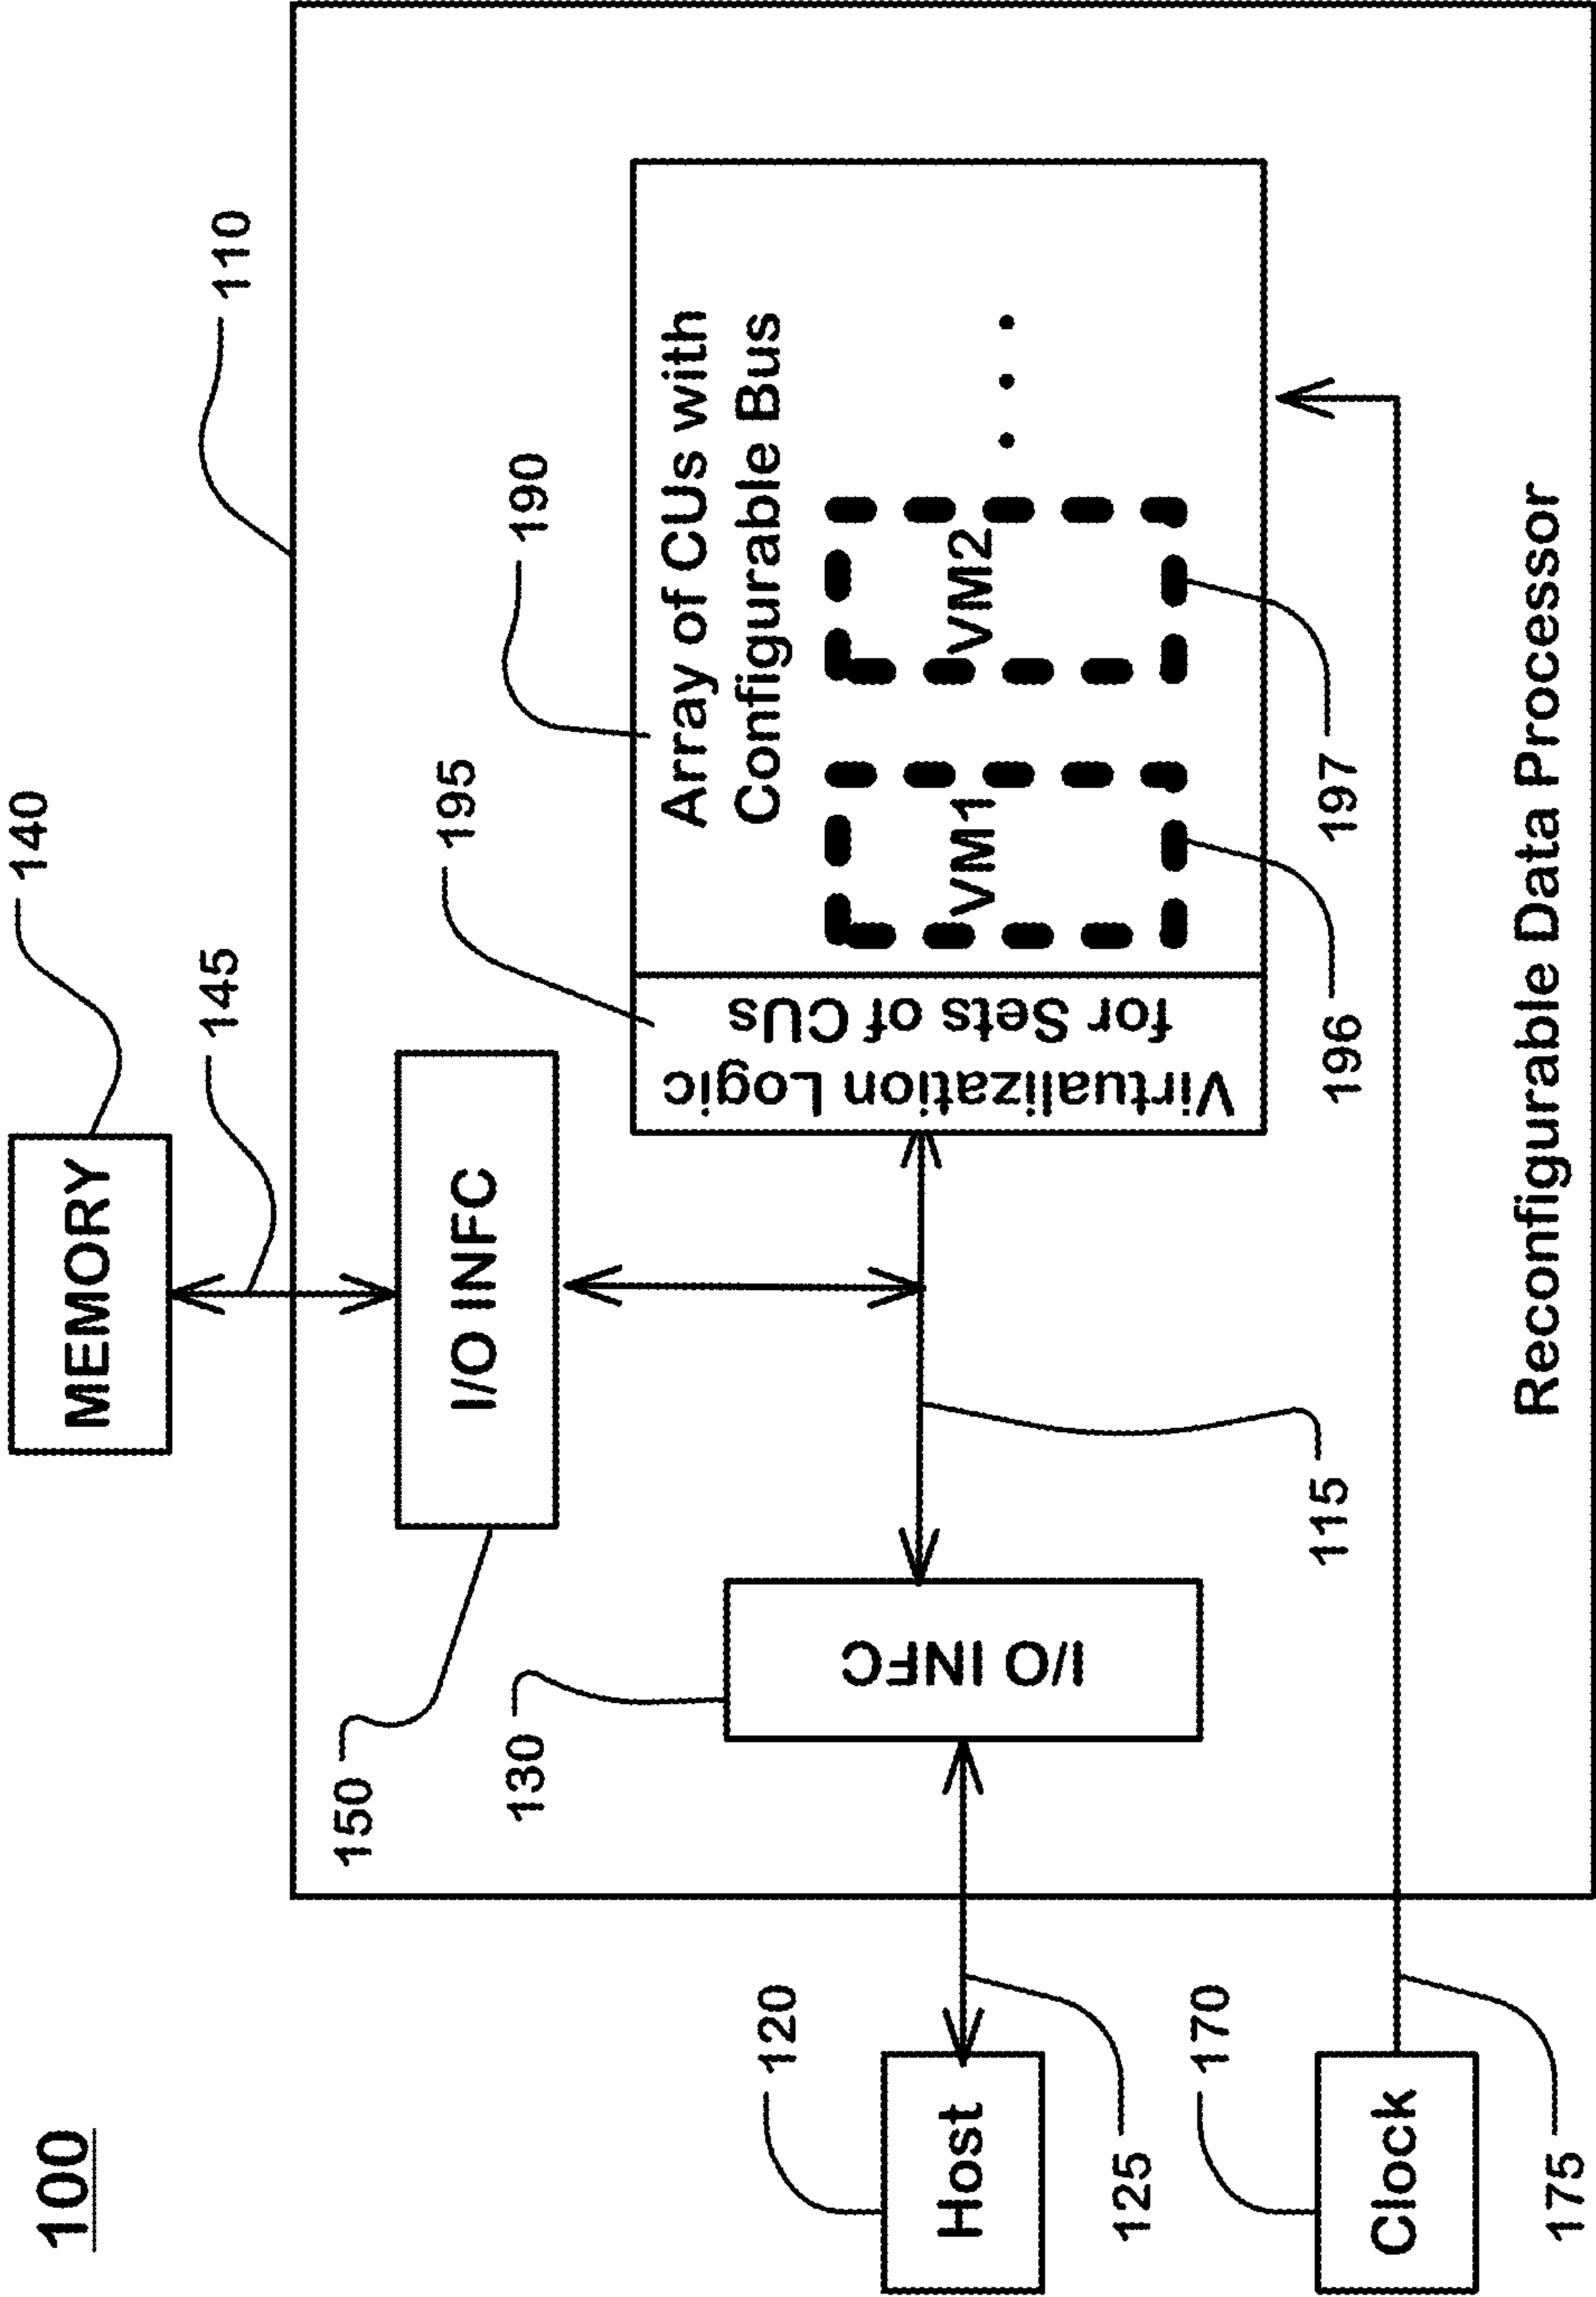 100
140
MEMORY
145
110
150
I/O INFC
195
190
130
I/O INFC
Array of CUs with
Configurable Bus
120
Host
125
115
Virtualization Logic
for Sets of CUs
VM1
VM2
. . .
196
197
170
Clock
175
Reconfigurable Data Processor